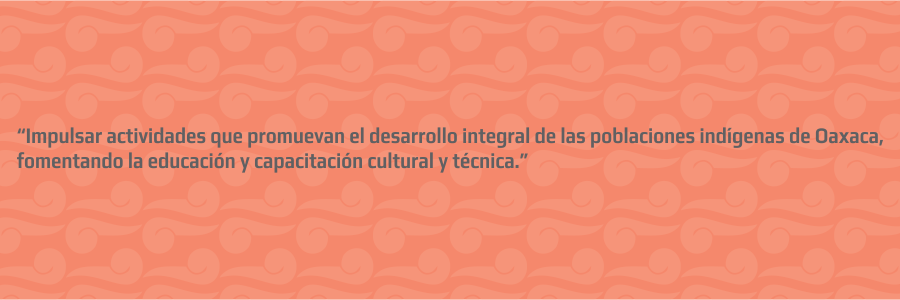 “Impulsar actividades que promuevan el desarrollo integral de las poblaciones indígenas de Oaxaca,
fomentando la educación y capacitación cultural y técnica.”